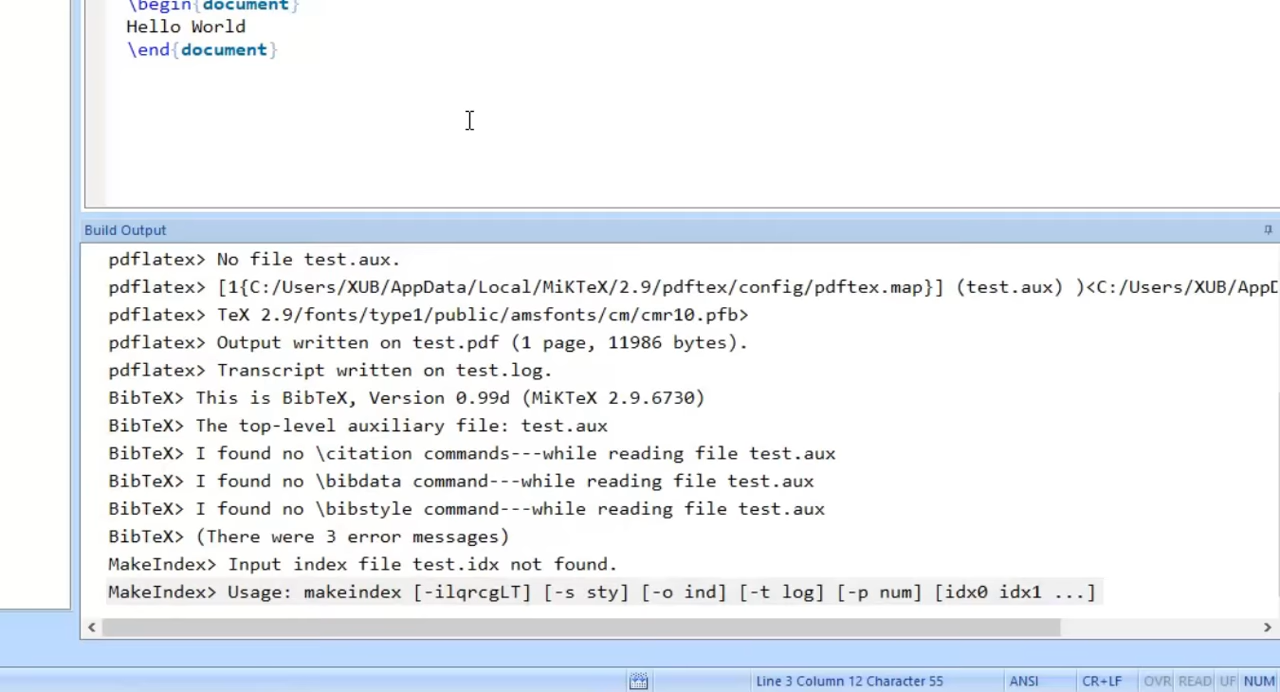 \begin{document}
Hello World
\end{document}
Build Output
pdflatex> No file test.aux.
pdflatex> [1{C:/Users/XUB/AppData/Local/MiKTeX/2.9/pdftex/config/pdftex.map}] (test.aux) )<C:/Users/XUB/AppD
pdflatex> TeX 2.9/fonts/type1/public/amsfonts/cm/cmr10.pfb>
pdflatex> Output written on test.pdf (1 page, 11986 bytes).
pdflatex> Transcript written on test.log.
BibTeX> This is BibTeX, Version 0.99d (MiKTeX 2.9.6730)
BibTeX> The top-level auxiliary file: test.aux
BibTeX> I found no \citation commands---while reading file test.aux
BibTeX> I found no \bibdata command---while reading file test.aux
BibTeX> I found no \bibstyle command---while reading file test.aux
BibTeX> (There were 3 error messages)
MakeIndex> Input index file test.idx not found.
MakeIndex> Usage: makeindex [-ilqrcgLT] [-s sty] [-o ind] [-t log] [-p num] [idx0 idx1 ...]
Line 3 Column 12 Character 55 ANSI CR+LF OVR READ UF NUM